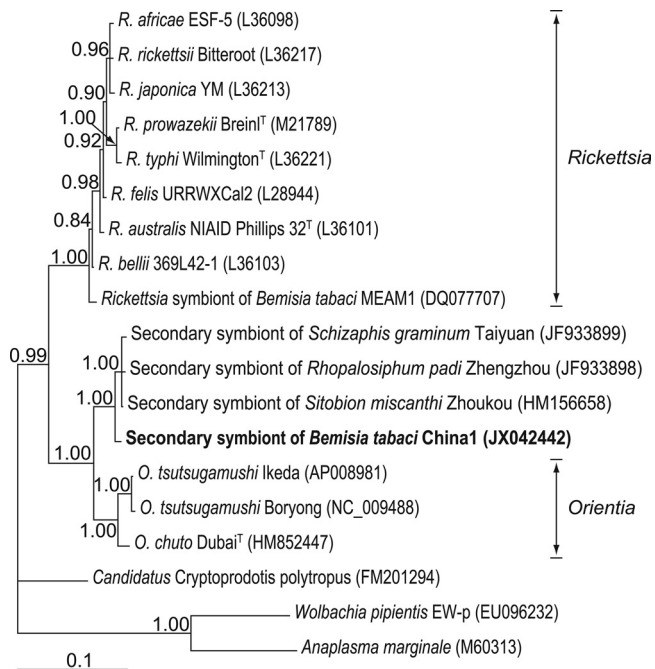 R. africae ESF-5 (L36098)
0.96
R. rickettsii Bitteroot (L36217)
0.90
R. japonica YM (L36213)
1.00
R. prowazekii Breinlᵀ (M21789)
0.92
Rickettsia
R. typhi Wilmingtonᵀ (L36221)
0.98
R. felis URRWXCal2 (L28944)
0.84
R. australis NIAID Phillips 32ᵀ (L36101)
1.00
R. bellii 369L42-1 (L36103)
Rickettsia symbiont of Bemisia tabaci MEAM1 (DQ077707)
Secondary symbiont of Schizaphis graminum Taiyuan (JF933899)
0.99
1.00
Secondary symbiont of Rhopalosiphum padi Zhengzhou (JF933898)
1.00
Secondary symbiont of Sitobion miscanthi Zhoukou (HM156658)
Secondary symbiont of Bemisia tabaci China1 (JX042442)
1.00
O. tsutsugamushi Ikeda (AP008981)
1.00
O. tsutsugamushi Boryong (NC_009488)
Orientia
1.00
O. chuto Dubaiᵀ (HM852447)
Candidatus Cryptoprodotis polytropus (FM201294)
Wolbachia pipientis EW-p (EU096232)
1.00
Anaplasma marginale (M60313)
0.1